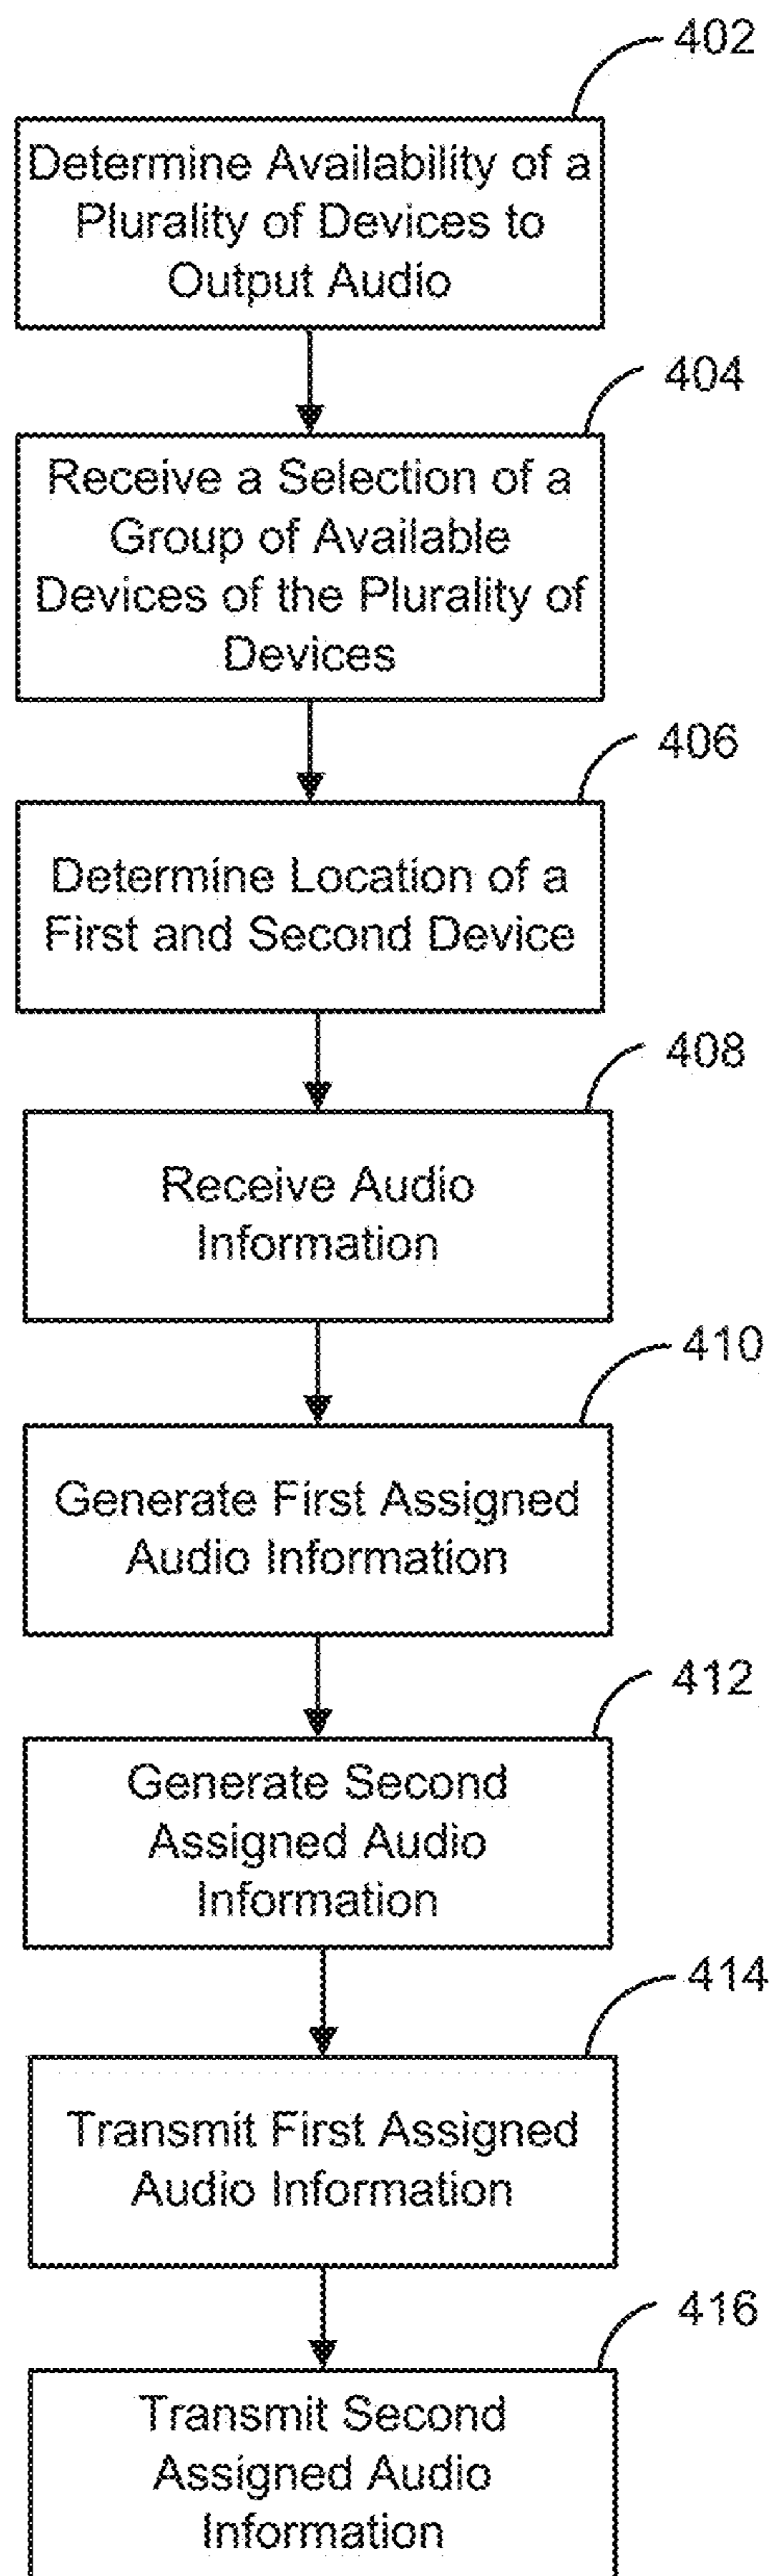 402
Determine Availability of a
Plurality of Devices to
Output Audio
404
Receive a Selection of a
Group of Available
Devices of the Plurality of
Devices
406
Determine Location of a
First and Second Device
408
Receive Audio
Information
410
Generate First Assigned
Audio Information
412
Generate Second
Assigned Audio
Information
414
Transmit First Assigned
Audio Information
416
Transmit Second
Assigned Audio
Information